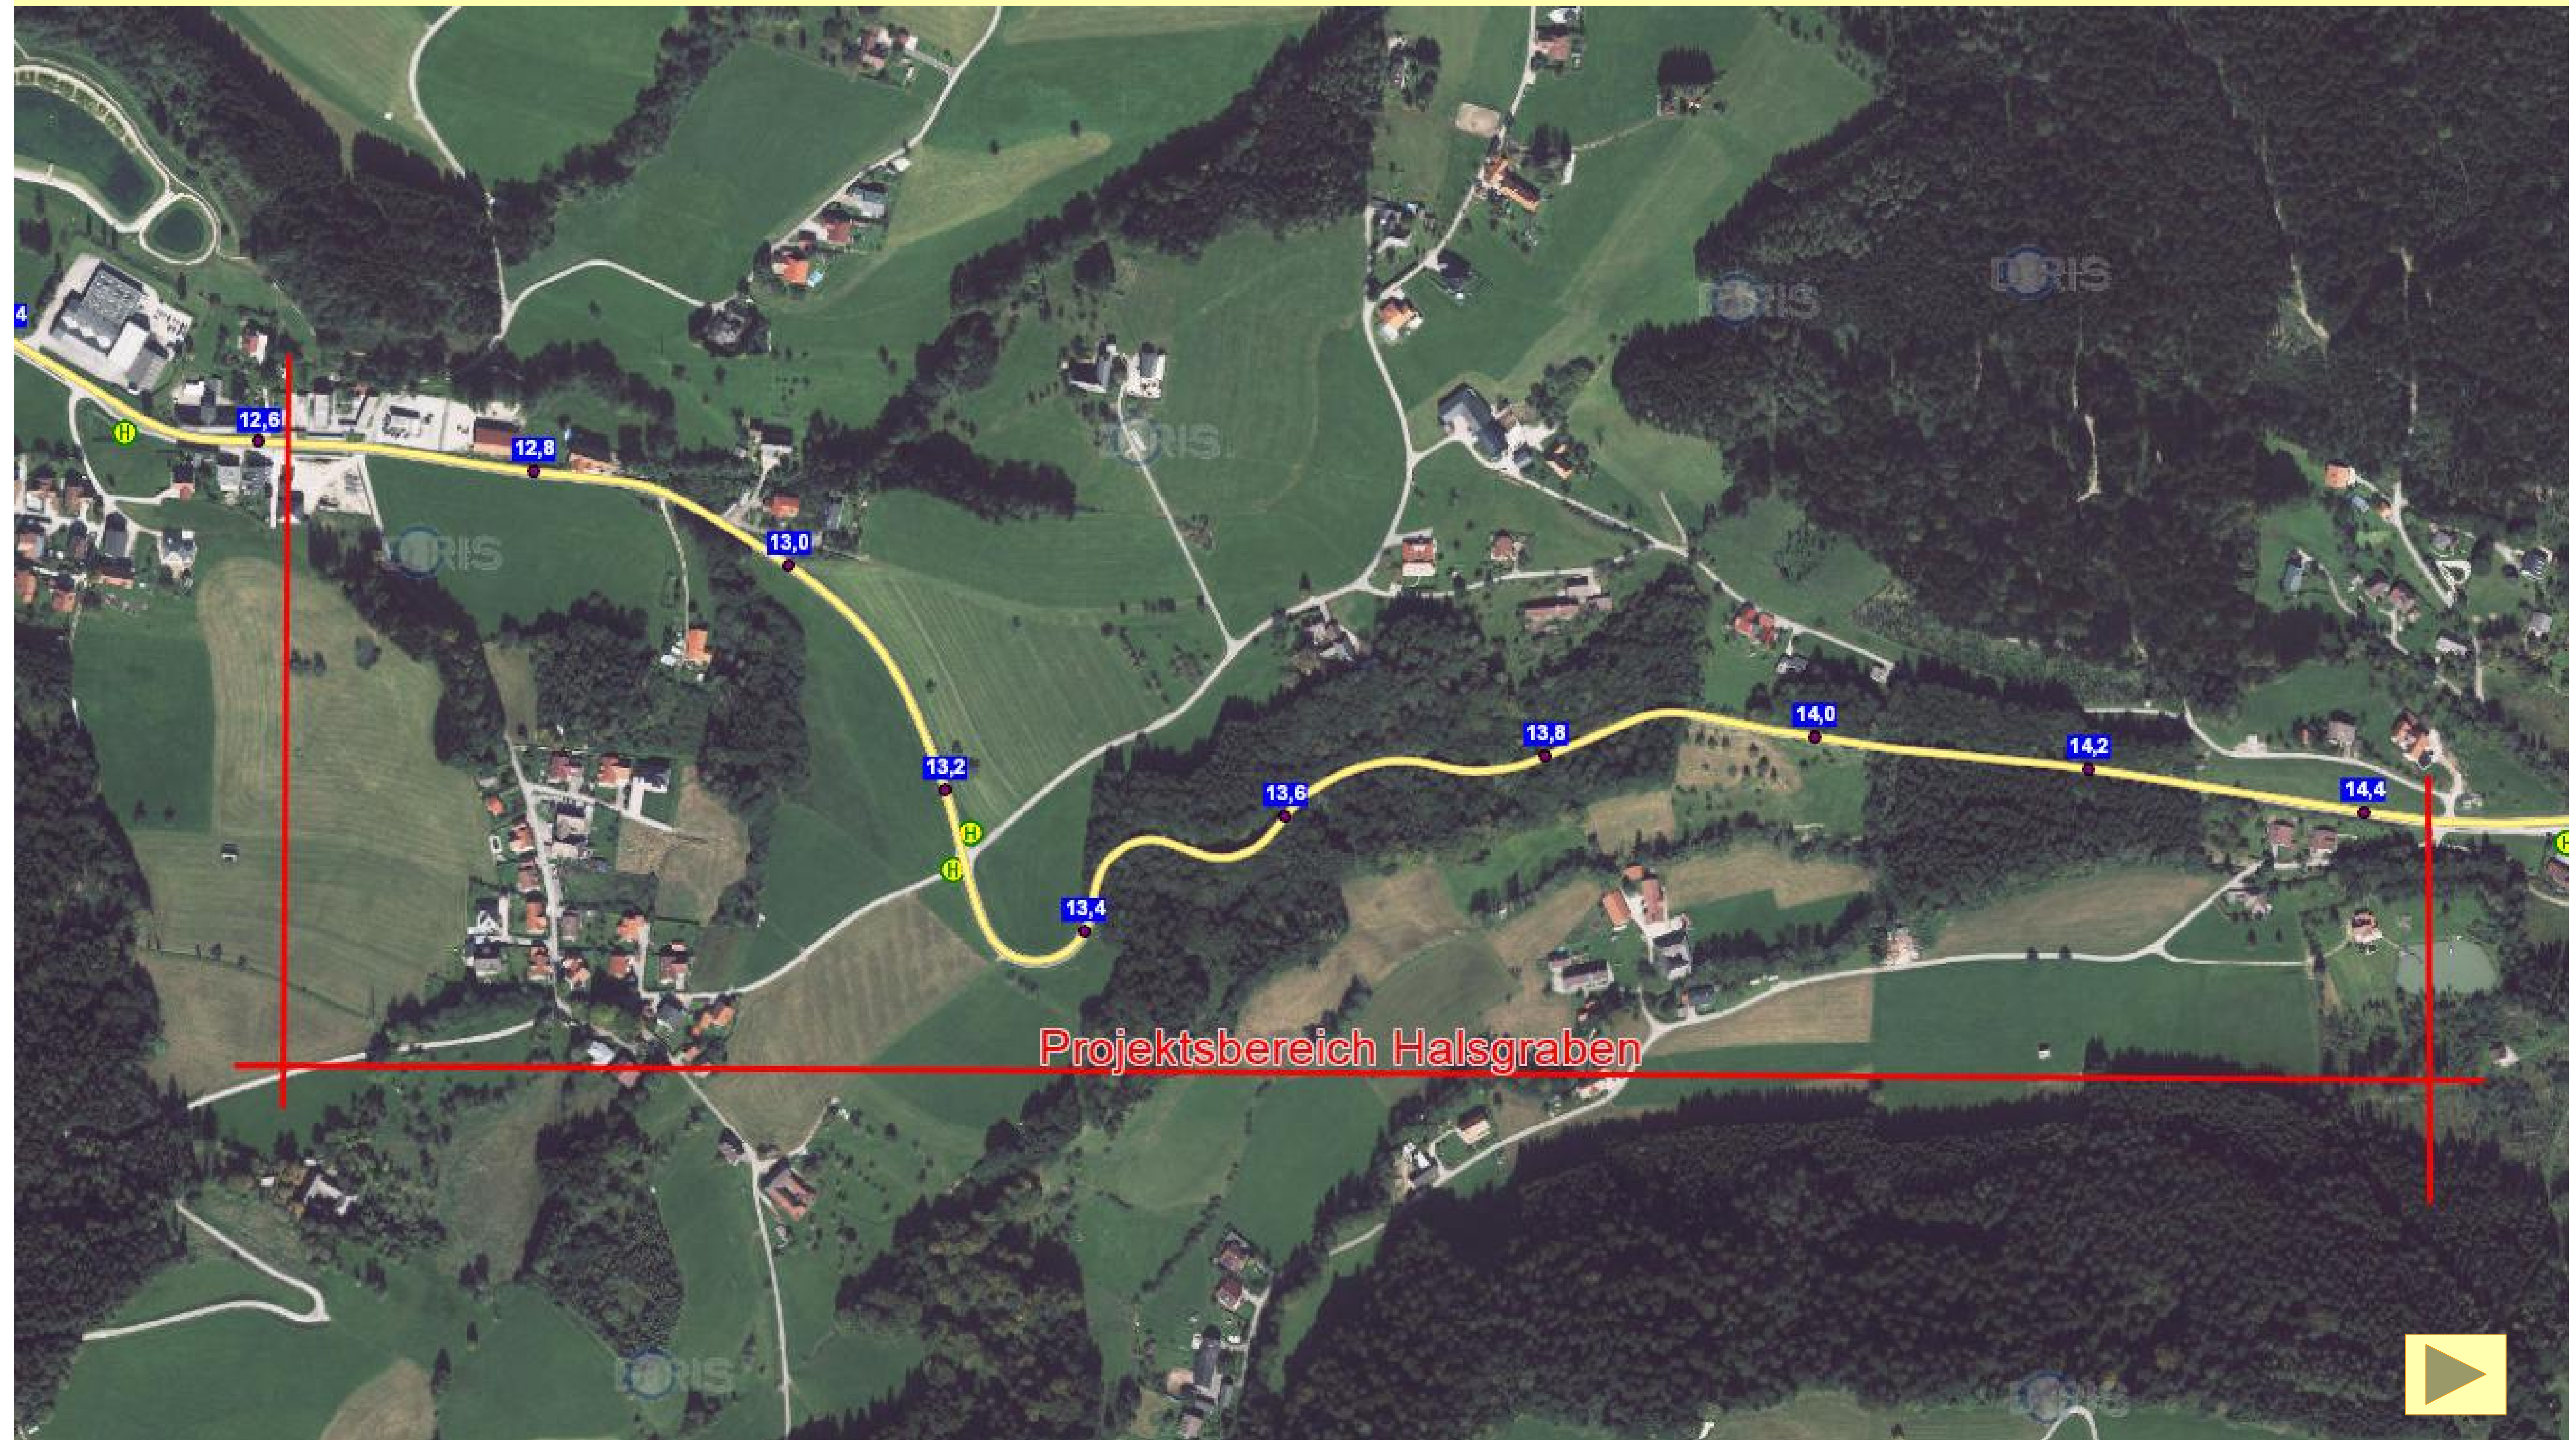 DORIS
DORIS
4
12,6
12,8
H
DORIS
DORIS
13,0
13,8
14,0
14,2
13,2
13,6
14,4
H
H
H
13,4
Projektsbereich Halsgraben
DORIS
DORIS